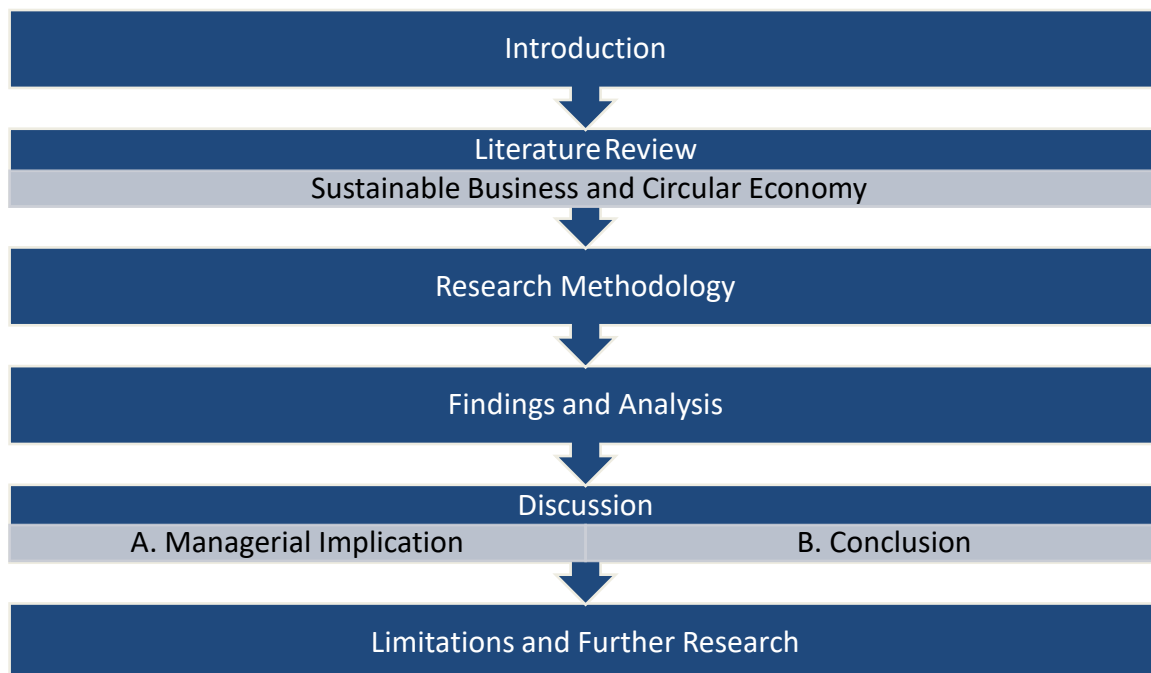 Introduction
Literature Review
Sustainable Business and Circular Economy
Research Methodology
Findings and Analysis
Discussion
A. Managerial Implication
B. Conclusion
Limitations and Further Research